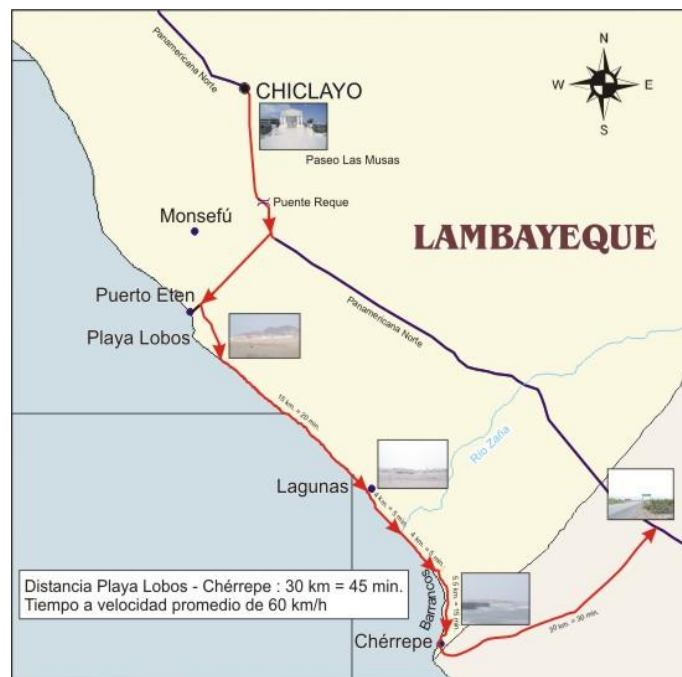 Panamericana Norte
N
W E
S
CHICLAYO
Paseo Las Musas
Puente Reque
Monsefú
LAMBAYEQUE
Puerto Eten
Playa Lobos
Panamericana Norte
15 km. = 20 min.
Río Zaña
Lagunas
4 km. = 5 min.
4 km. = 5 min.
Distancia Playa Lobos - Chérrepe : 30 km = 45 min.
Tiempo a velocidad promedio de 60 km/h
Barrancos
Chérrepe
30 km. = 30 min.